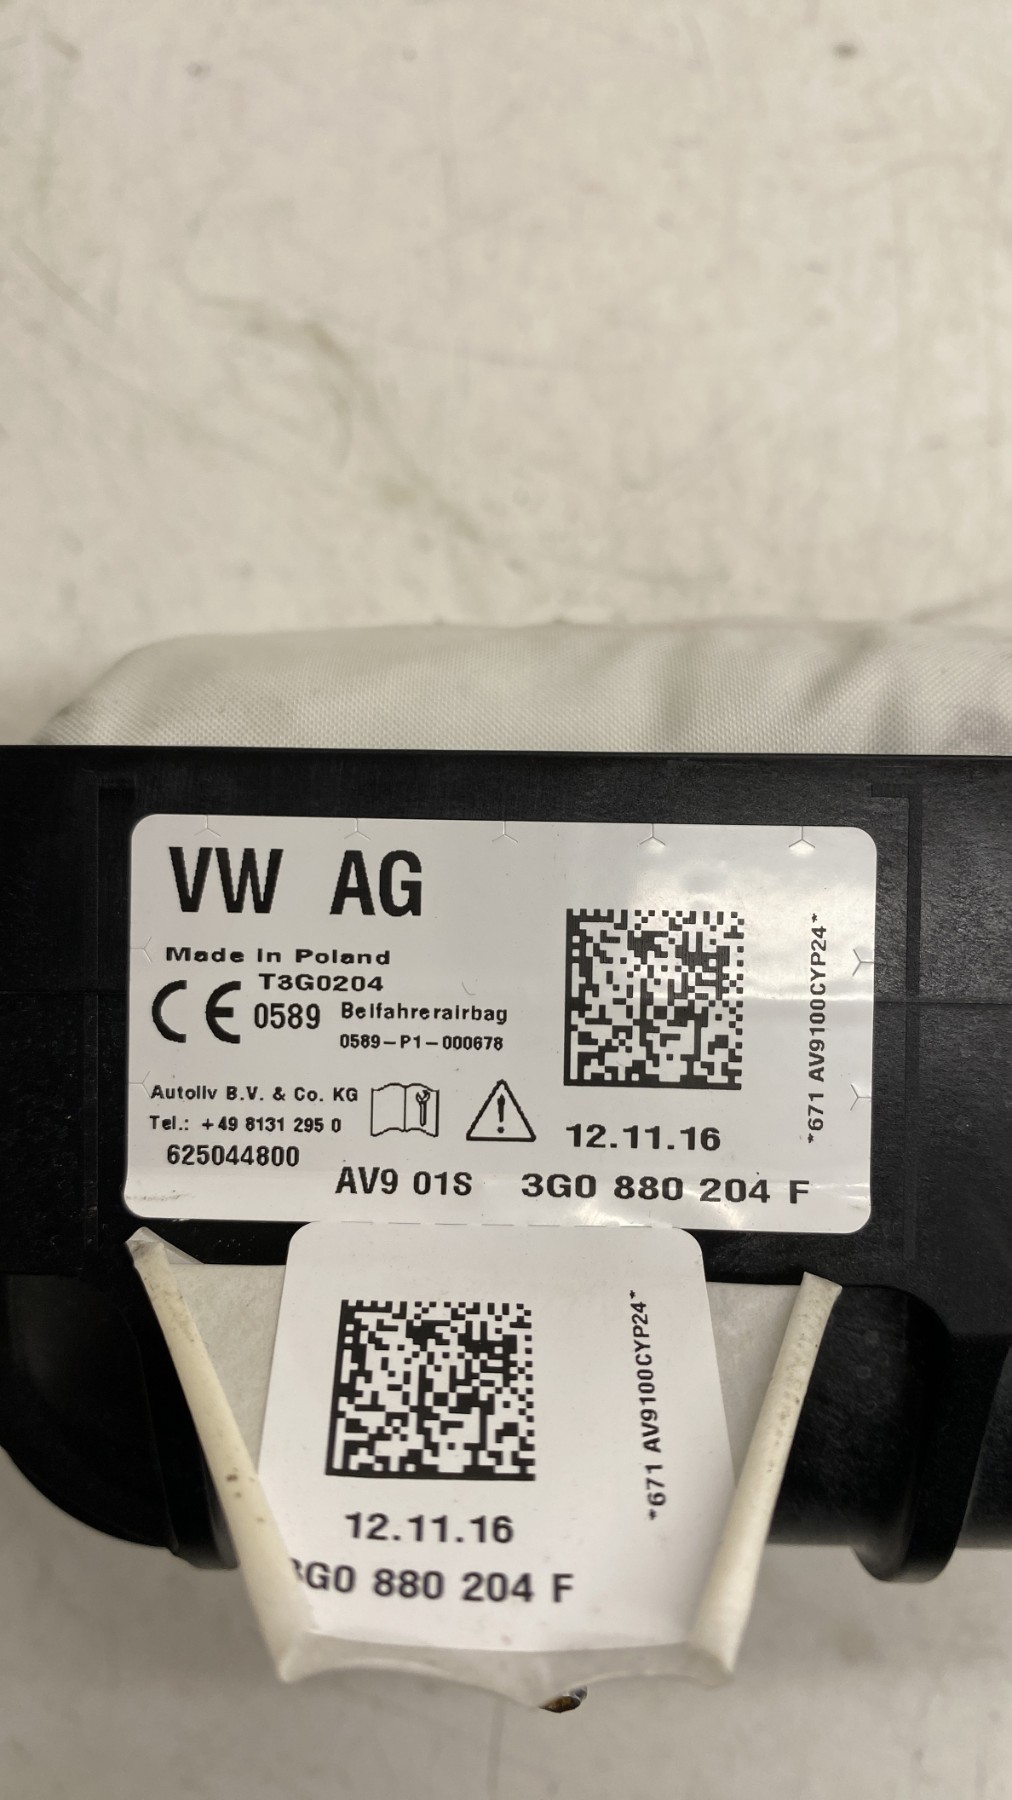 VW AG
Made in Poland
T3G0204
CE 0589 Beifahrerairbag
0589-P1-000678
Autoliv B.V. & Co. KG
Tel.: +49 8131 295 0
625044800
12.11.16
AV9 01S 3G0 880 204 F
*671 AV9100CYP24*
12.11.16
3G0 880 204 F
*671 AV9100CYP24*